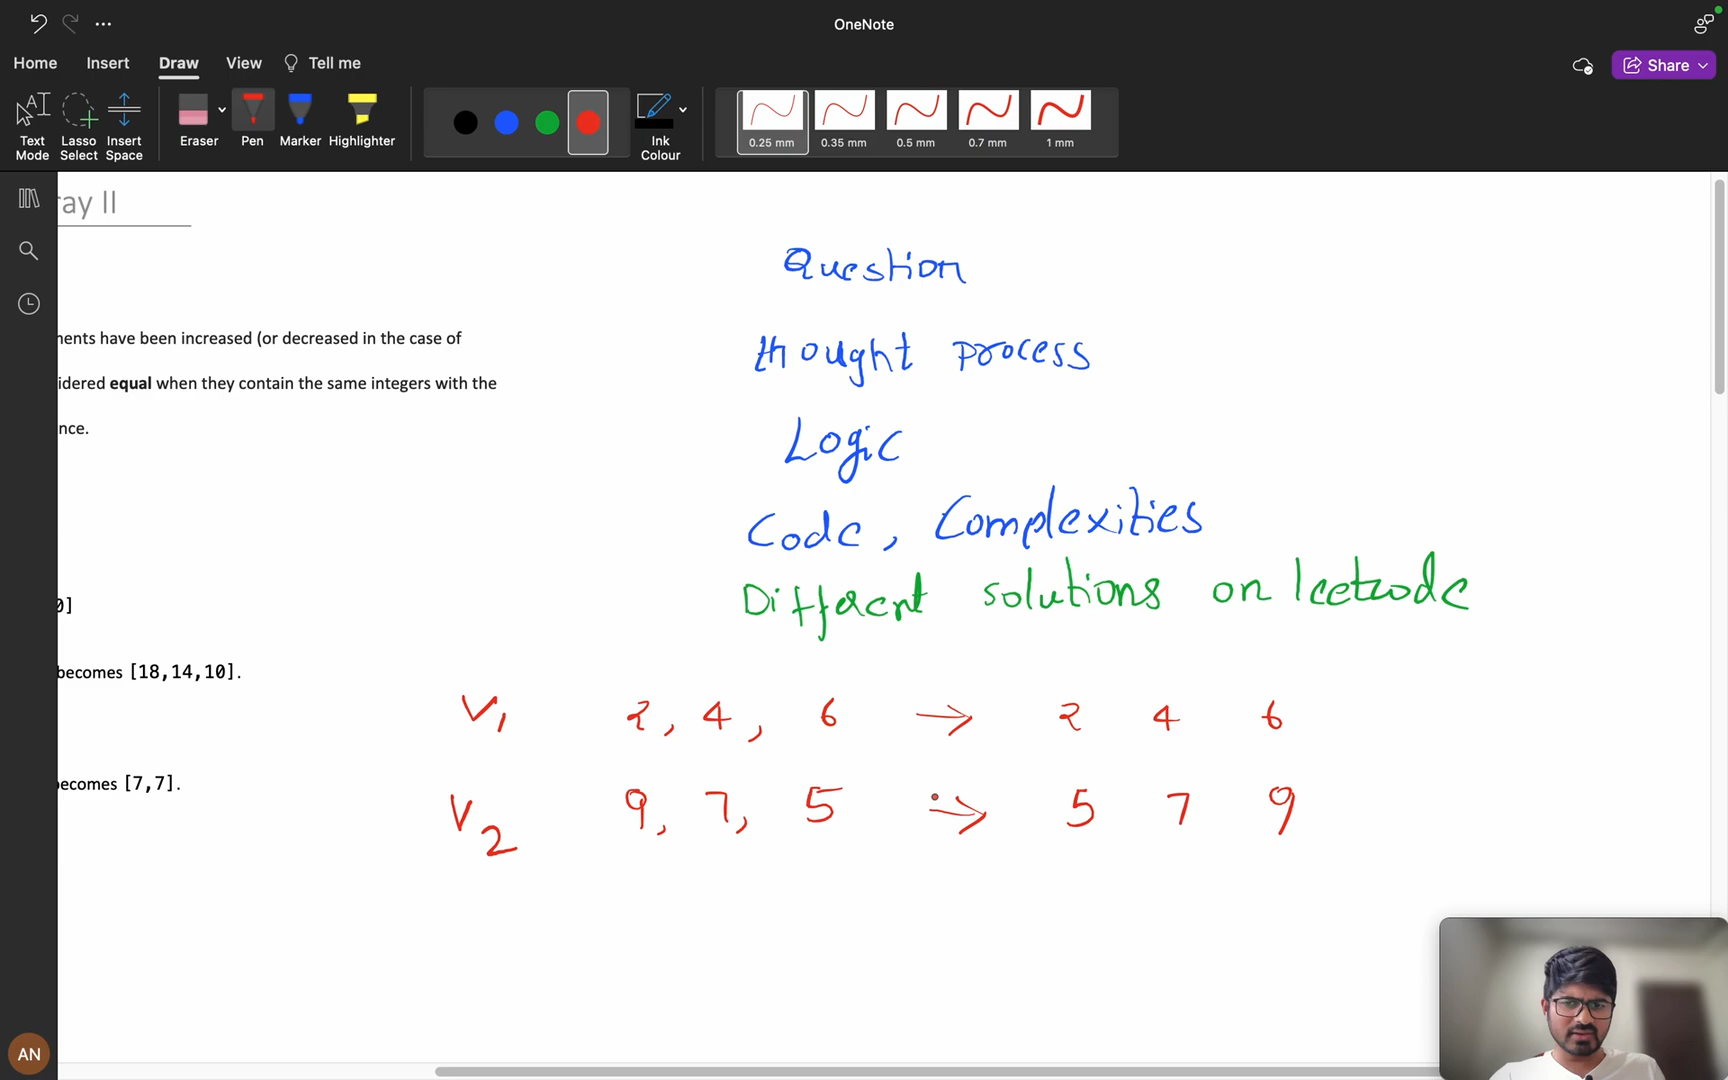 OneNote
Home Insert Draw View Tell me
Share
Text Mode
Lasso Select
Insert Space
Eraser
Pen
Marker
Highlighter
Ink Colour
0.25 mm 0.35 mm 0.5 mm 0.7 mm 1 mm
ray II
Question
nents have been increased (or decreased in the case of
thought process
idered equal when they contain the same integers with the
nce.
Logic
Code, Complexities
Different solutions on leetcode
0]
becomes [18,14,10].
V1 2, 4, 6 → 2 4 6
ecomes [7,7].
V2 9, 7, 5 → 5 7 9
AN